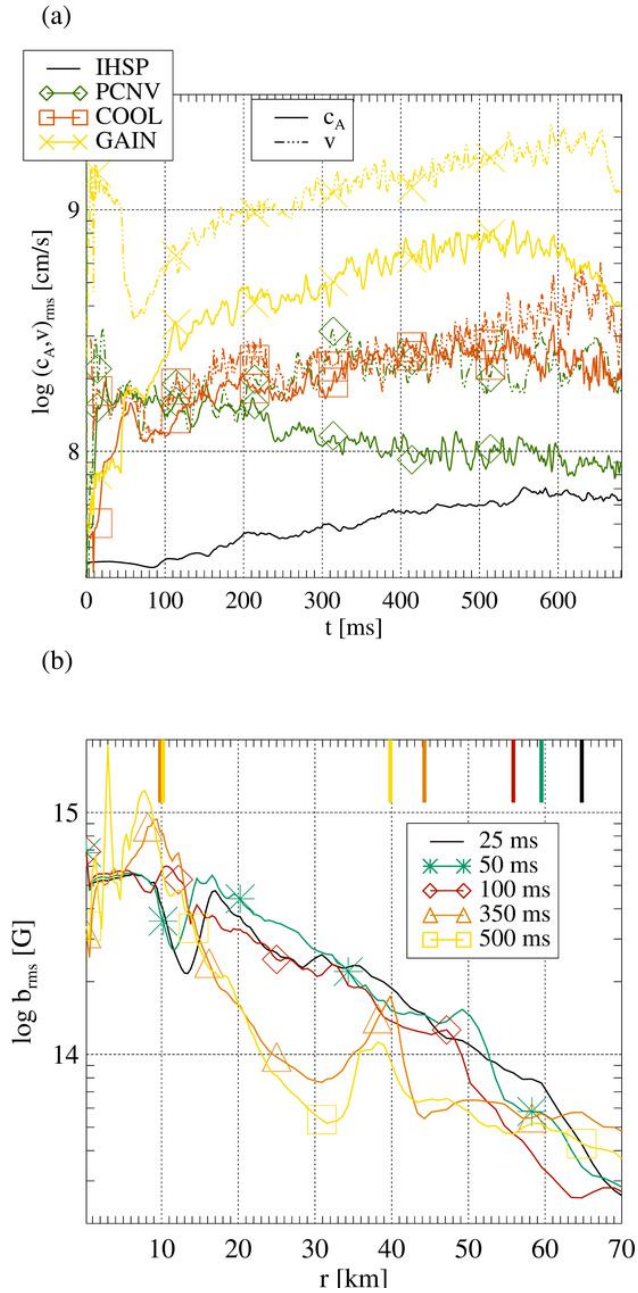 (a)
IHSP
PCNV
COOL
GAIN
c_A
v
log (c_A,v)_rms [cm/s]
9
8
0 100 200 300 400 500 600
t [ms]
(b)
log b_rms [G]
15
14
25 ms
50 ms
100 ms
350 ms
500 ms
10 20 30 40 50 60 70
r [km]